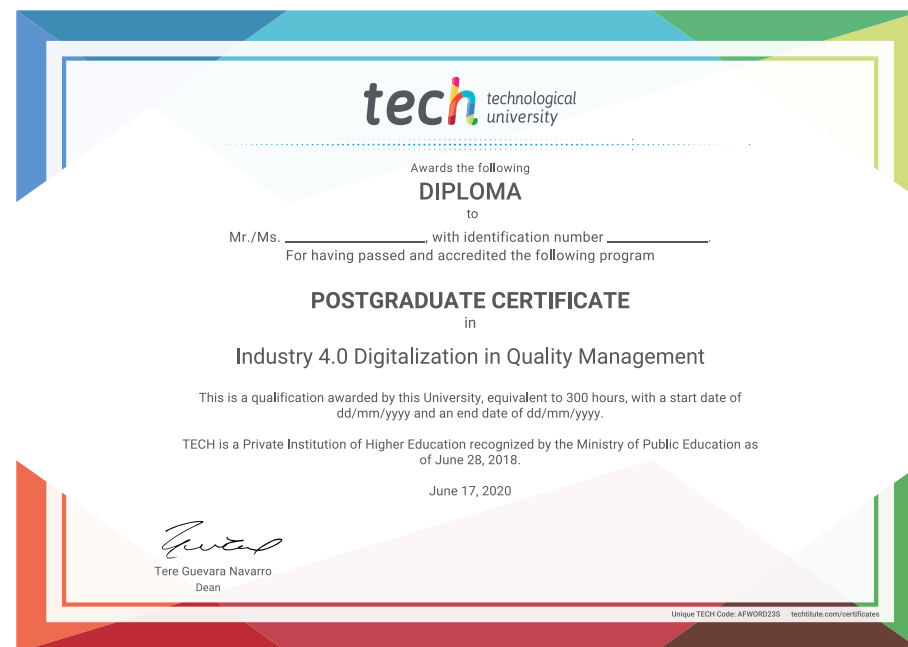 tech technological
university
Awards the following
DIPLOMA
to
Mr./Ms. ____________________, with identification number ______________.
For having passed and accredited the following program
POSTGRADUATE CERTIFICATE
in
Industry 4.0 Digitalization in Quality Management
This is a qualification awarded by this University, equivalent to 300 hours, with a start date of
dd/mm/yyyy and an end date of dd/mm/yyyy.
TECH is a Private Institution of Higher Education recognized by the Ministry of Public Education as
of June 28, 2018.
June 17, 2020
Tere Guevara Navarro
Dean
Unique TECH Code: AFWORD23S techtitute.com/certificates